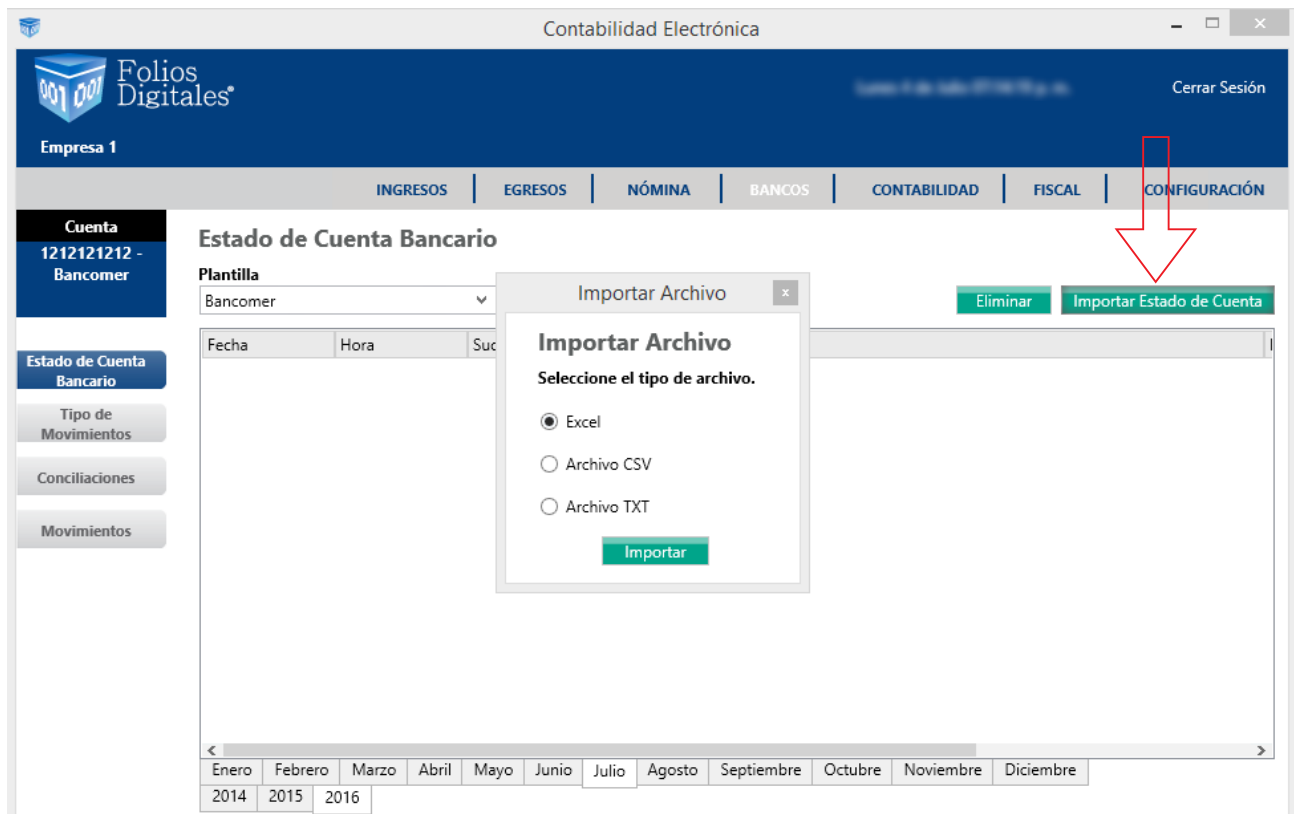 Contabilidad Electrónica
Folios
Digitales®
001 001
Cerrar Sesión
Empresa 1
INGRESOS EGRESOS NÓMINA BANCOS CONTABILIDAD FISCAL CONFIGURACIÓN
Cuenta
1212121212 -
Bancomer
Estado de Cuenta
Bancario
Tipo de
Movimientos
Conciliaciones
Movimientos
Estado de Cuenta Bancario
Plantilla
Bancomer
Eliminar Importar Estado de Cuenta
Fecha Hora Suc
Importar Archivo x
Importar Archivo
Seleccione el tipo de archivo.
Excel
Archivo CSV
Archivo TXT
Importar
Enero Febrero Marzo Abril Mayo Junio Julio Agosto Septiembre Octubre Noviembre Diciembre
2014 2015 2016